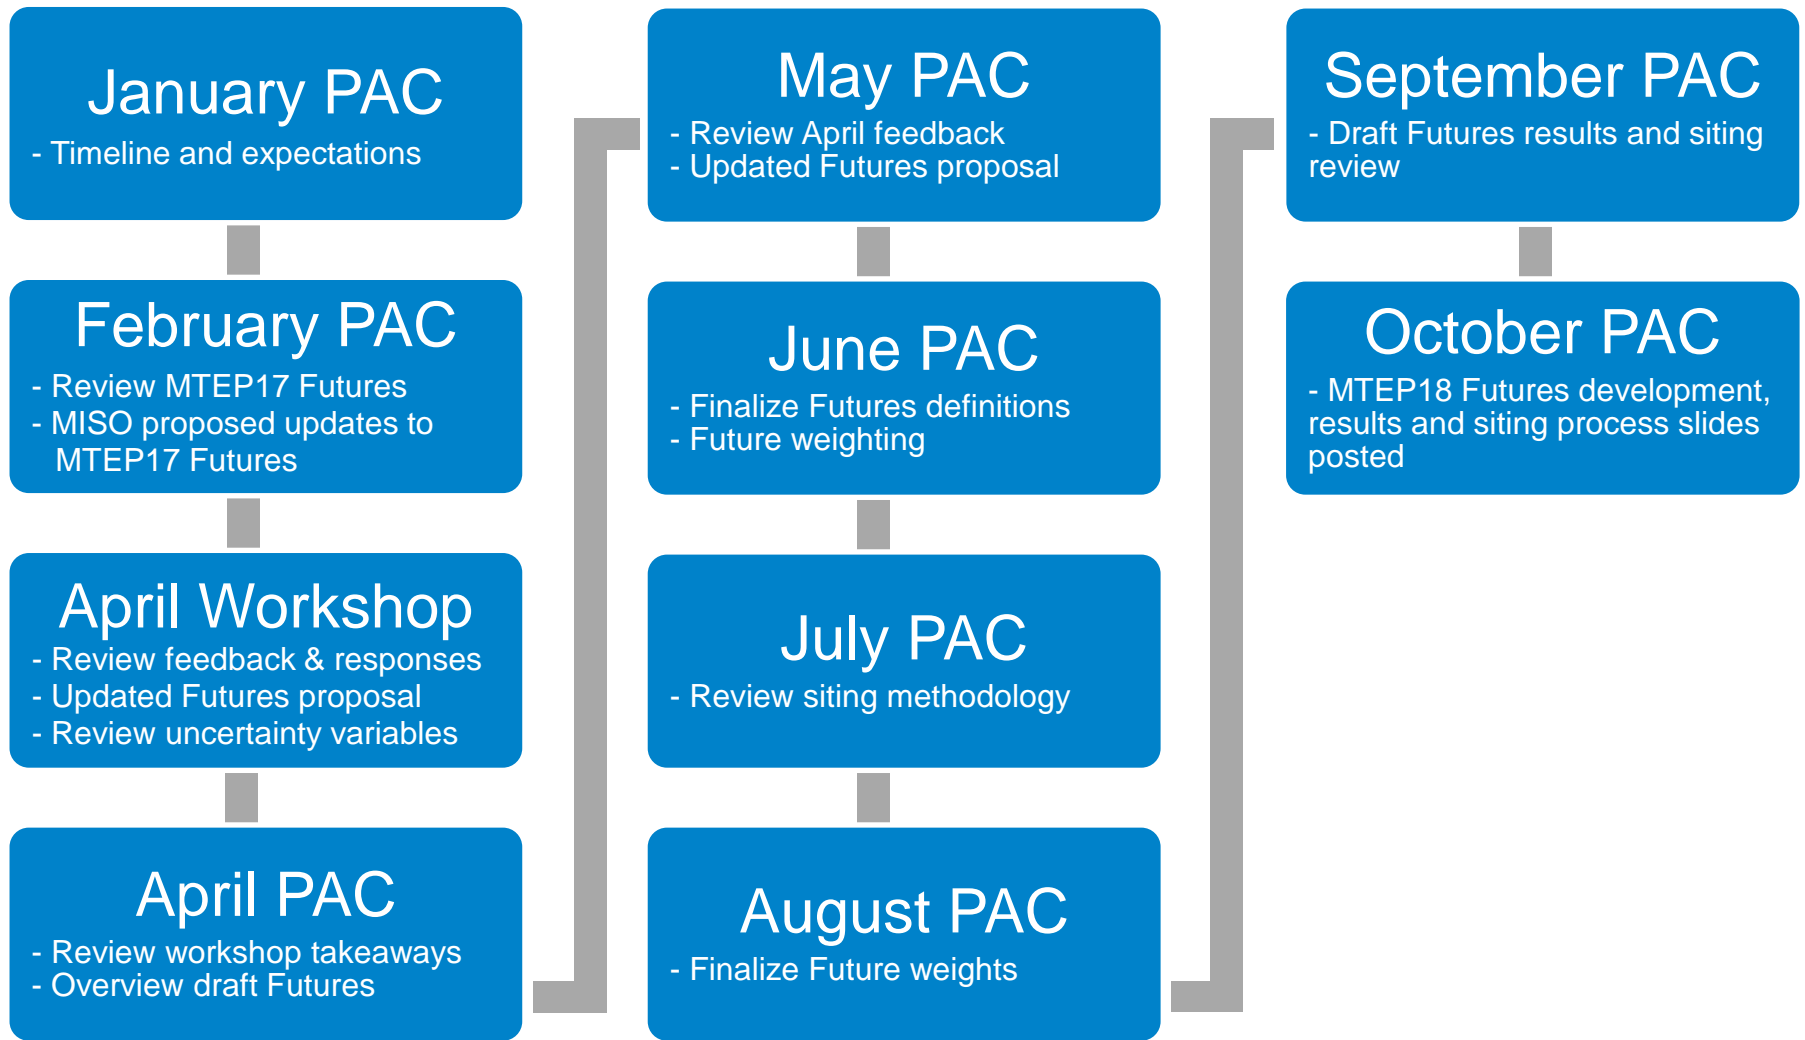 January PAC
- Timeline and expectations
February PAC
- Review MTEP17 Futures
- MISO proposed updates to
MTEP17 Futures
April Workshop
- Review feedback & responses
- Updated Futures proposal
- Review uncertainty variables
April PAC
- Review workshop takeaways
- Overview draft Futures
May PAC
- Review April feedback
- Updated Futures proposal
June PAC
- Finalize Futures definitions
- Future weighting
July PAC
- Review siting methodology
August PAC
- Finalize Future weights
September PAC
- Draft Futures results and siting
review
October PAC
- MTEP18 Futures development,
results and siting process slides
posted